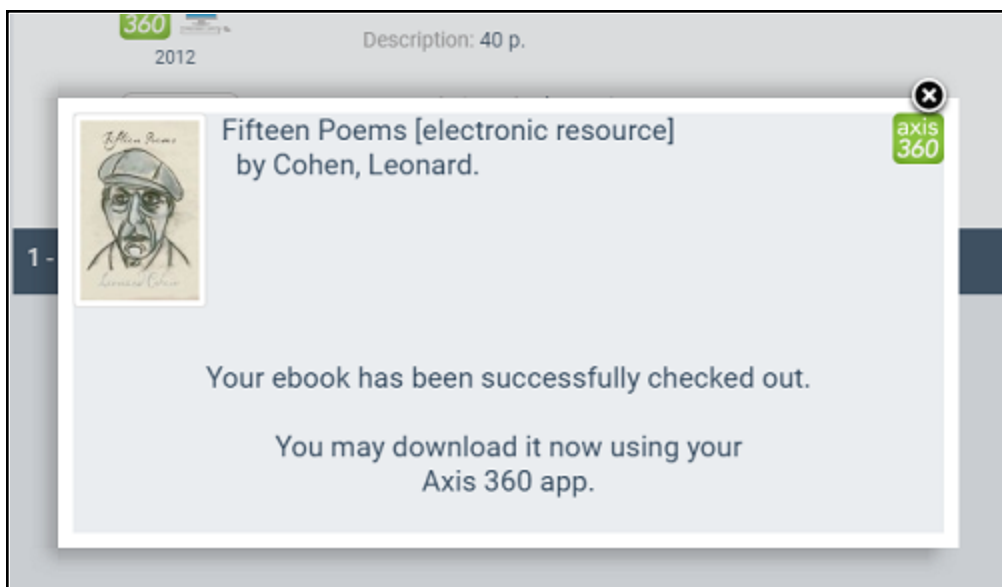 360
2012
Description: 40 p.
Fifteen Poems [electronic resource]
by Cohen, Leonard.
axis
360
Fifteen Poems
Leonard Cohen
1 -
Your ebook has been successfully checked out.
You may download it now using your
Axis 360 app.